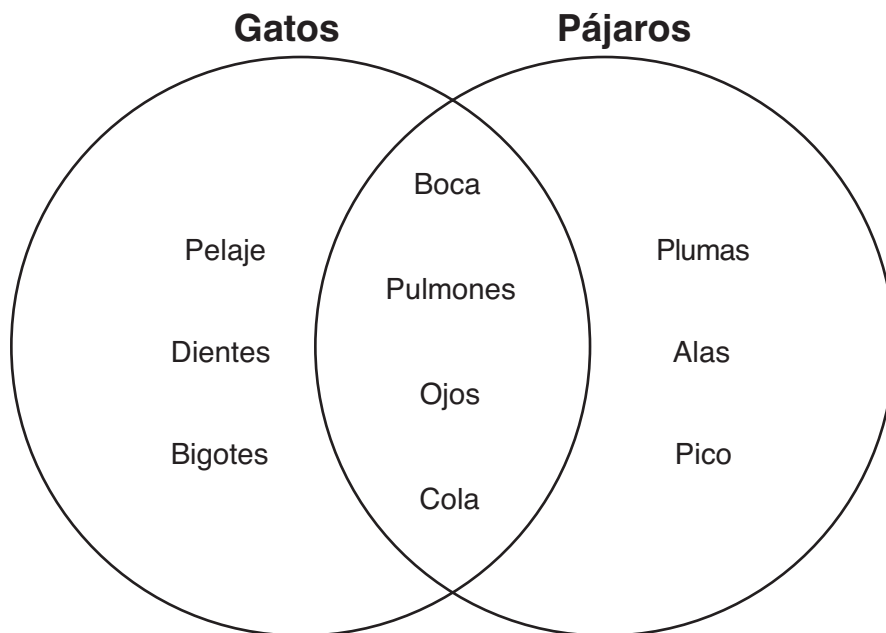 Gatos
Pájaros
Pelaje
Dientes
Bigotes
Boca
Pulmones
Ojos
Cola
Plumas
Alas
Pico